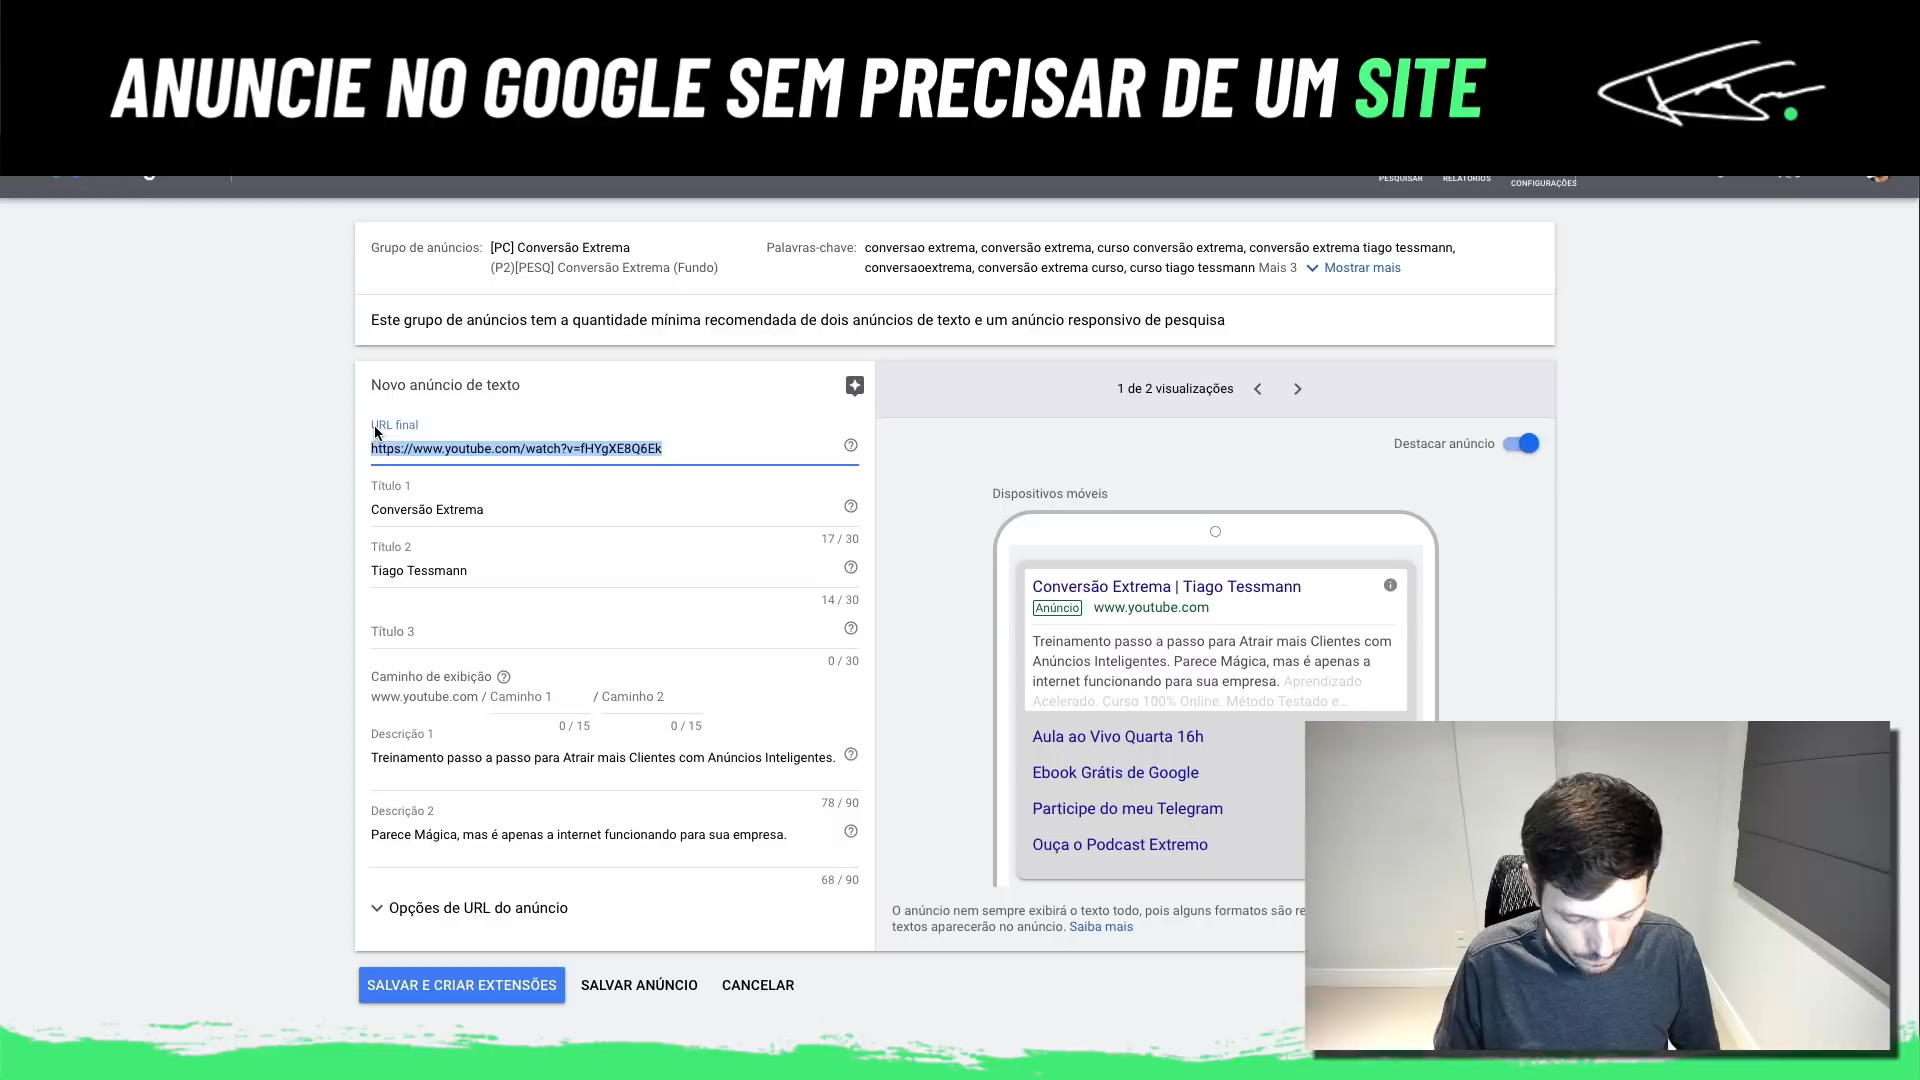 ANUNCIE NO GOOGLE SEM PRECISAR DE UM SITE
PESQUISAR
RELATÓRIOS
CONFIGURAÇÕES
Grupo de anúncios: [PC] Conversão Extrema
(P2)[PESQ] Conversão Extrema (Fundo)
Palavras-chave: conversao extrema, conversão extrema, curso conversão extrema, conversão extrema tiago tessmann,
conversaoextrema, conversão extrema curso, curso tiago tessmann Mais 3 Mostrar mais
Este grupo de anúncios tem a quantidade mínima recomendada de dois anúncios de texto e um anúncio responsivo de pesquisa
Novo anúncio de texto
URL final
https://www.youtube.com/watch?v=fHYgXE8Q6Ek
Título 1
Conversão Extrema
17 / 30
Título 2
Tiago Tessmann
14 / 30
Título 3
0 / 30
Caminho de exibição
www.youtube.com / Caminho 1 / Caminho 2
0 / 15 0 / 15
Descrição 1
Treinamento passo a passo para Atrair mais Clientes com Anúncios Inteligentes.
78 / 90
Descrição 2
Parece Mágica, mas é apenas a internet funcionando para sua empresa.
68 / 90
Opções de URL do anúncio
SALVAR E CRIAR EXTENSÕES SALVAR ANÚNCIO CANCELAR
1 de 2 visualizações
Destacar anúncio
Dispositivos móveis
Conversão Extrema | Tiago Tessmann
Anúncio www.youtube.com
Treinamento passo a passo para Atrair mais Clientes com
Anúncios Inteligentes. Parece Mágica, mas é apenas a
internet funcionando para sua empresa. Aprendizado
Acelerado. Curso 100% Online. Método Testado e...
Aula ao Vivo Quarta 16h
Ebook Grátis de Google
Participe do meu Telegram
Ouça o Podcast Extremo
O anúncio nem sempre exibirá o texto todo, pois alguns formatos são
textos aparecerão no anúncio. Saiba mais